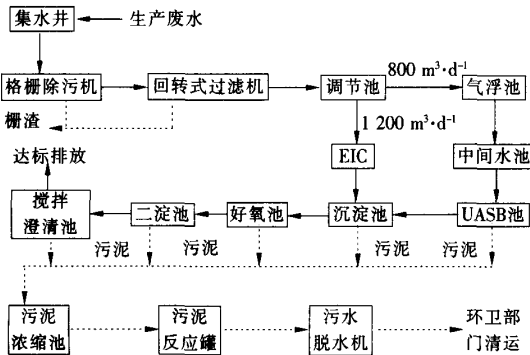 集水井
生产废水
格栅除污机
回转式过滤机
调节池
800 m³·d⁻¹
气浮池
栅渣
1 200 m³·d⁻¹
达标排放
EIC
中间水池
搅拌
澄清池
二淀池
好氧池
沉淀池
UASB池
污泥
污泥
污泥
污泥
污泥
浓缩池
污泥
反应罐
污水
脱水机
环卫部
门清运